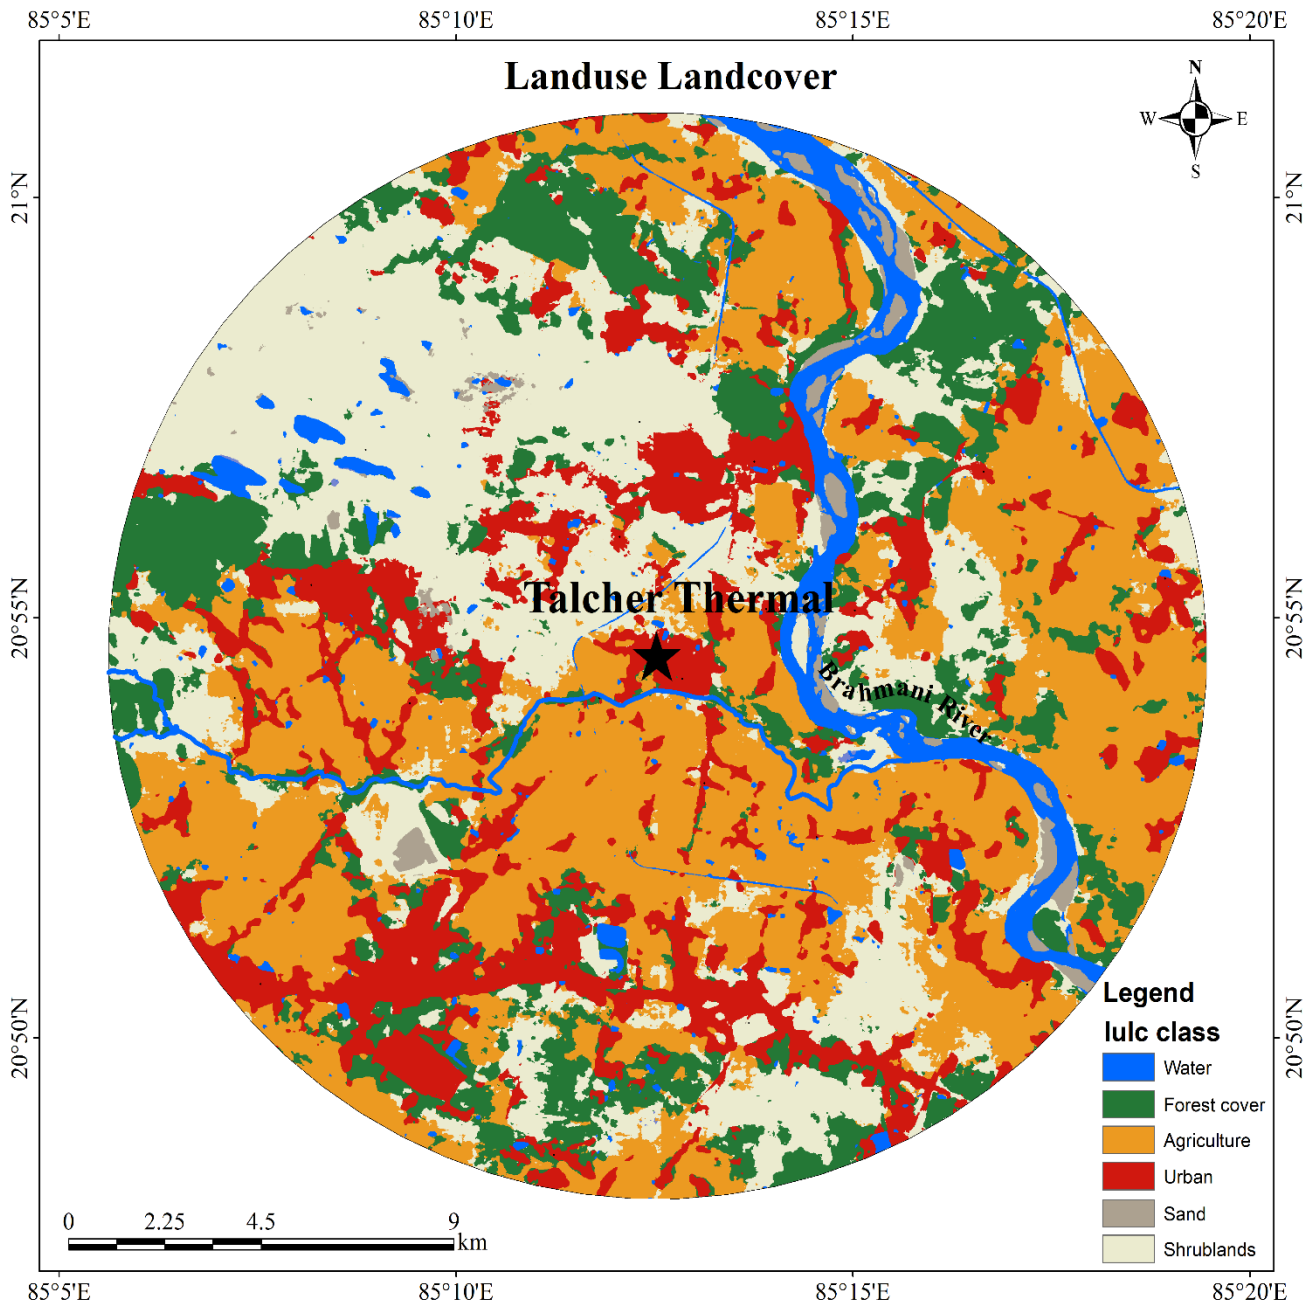 85°5'E 85°10'E 85°15'E 85°20'E
Landuse Landcover
N
W E
S
21°N 21°N
Talcher Thermal
20°55'N 20°55'N
Brahmani River
Legend
lulc class
20°50'N 20°50'N
Water
Forest cover
Agriculture
Urban
Sand
Shrublands
0 2.25 4.5 9
km
85°5'E 85°10'E 85°15'E 85°20'E